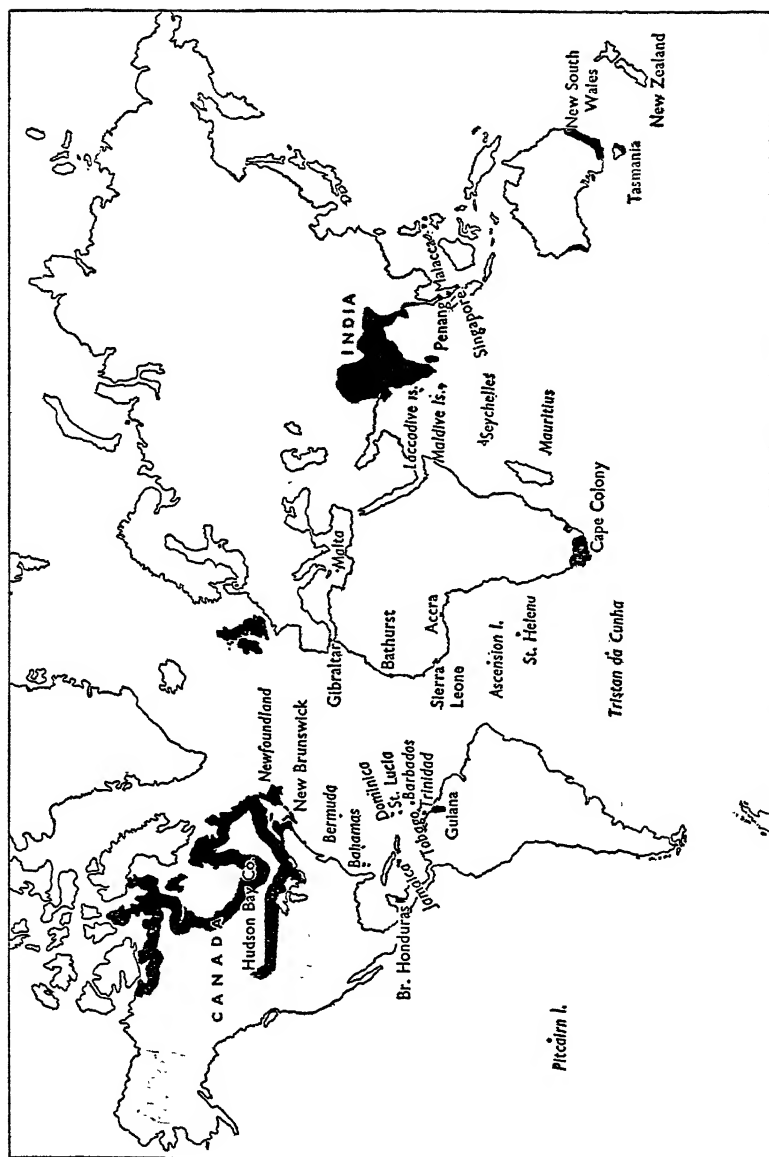 CANADA
Hudson Bay Co.
Newfoundland
New Brunswick
Bermuda
Bahamas
Dominica
St. Lucia
Barbados
Tobago
Trinidad
Jamaica
Br. Honduras
Guiana
Pitcairn I.
Gibraltar
Malta
Bathurst
Sierra
Leone
Accra
Ascension I.
St. Helena
Tristan da Cunha
Cape Colony
INDIA
Laccadive Is.
Maldive Is.
Seychelles
Mauritius
Penang
Malacca
Singapore
New South
Wales
Tasmania
New Zealand